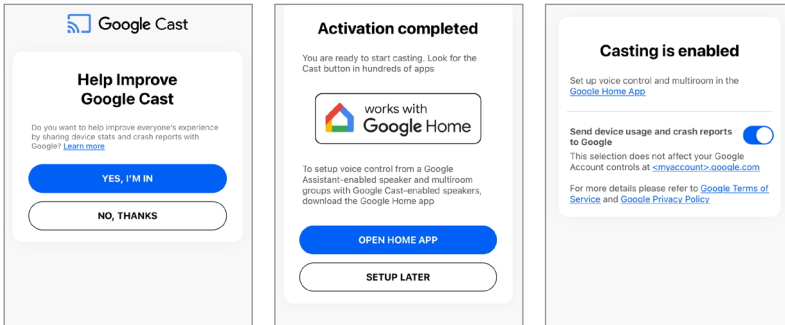 Google Cast
Help Improve
Google Cast
Do you want to help improve everyone's experience
by sharing device stats and crash reports with
Google? Learn more
YES, I'M IN
NO, THANKS
Activation completed
You are ready to start casting. Look for the
Cast button in hundreds of apps
works with
Google Home
To setup voice control from a Google
Assistant-enabled speaker and multiroom
groups with Google Cast-enabled speakers,
download the Google Home app
OPEN HOME APP
SETUP LATER
Casting is enabled
Set up voice control and multiroom in the
Google Home App
Send device usage and crash reports
to Google
This selection does not affect your Google
Account controls at <myaccount>.google.com
For more details please refer to Google Terms of
Service and Google Privacy Policy